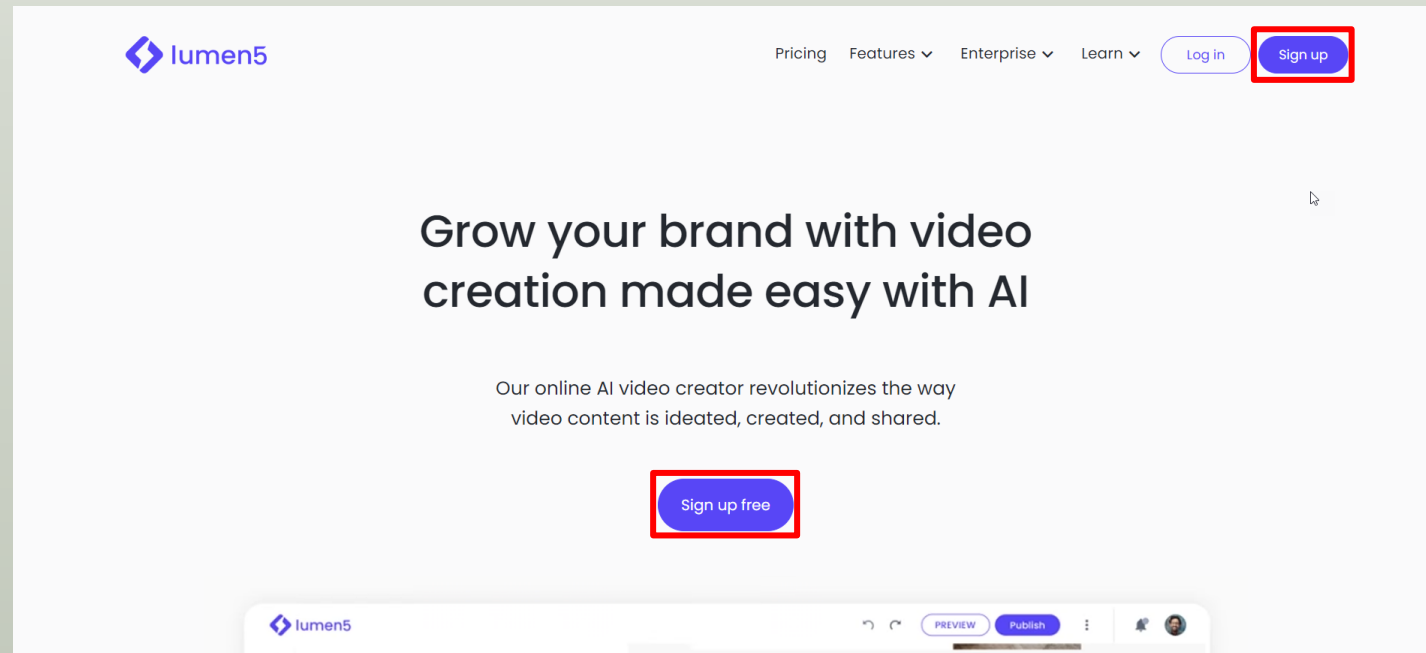 lumen5
Pricing Features Enterprise Learn Log in Sign up
Grow your brand with video
creation made easy with AI
Our online AI video creator revolutionizes the way
video content is ideated, created, and shared.
Sign up free
lumen5 PREVIEW Publish